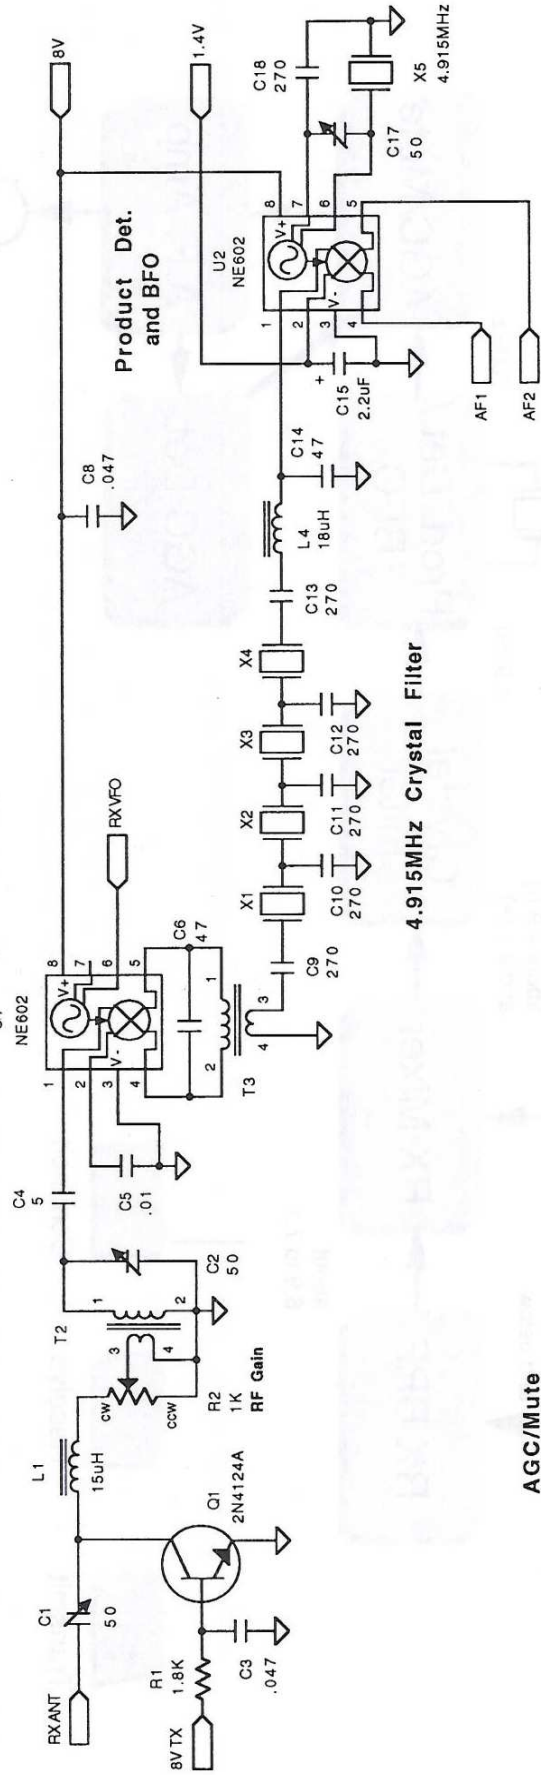 RXANT
C1
50
8VTX
R1
1.8K
C3
.047
Q1
2N4124A
L1
15uH
cw
ccw
R2
1K
RF Gain
T2
1
2
3
4
C2
50
C4
5
C5
.01
NE602
1
2
3
4
8
7
6
5
V+
V-
RXVFO
C6
47
T3
1
2
3
4
C9
270
X1
C10
270
X2
C11
270
X3
C12
270
X4
C13
270
4.915MHz Crystal Filter
L4
18uH
C14
47
C8
.047
Product Det.
and BFO
8V
1.4V
U2
NE602
1
2
3
4
8
7
6
5
V+
V-
+
C15
2.2uF
C17
50
C18
270
X5
4.915MHz
AF1
AF2
AGC/Mute